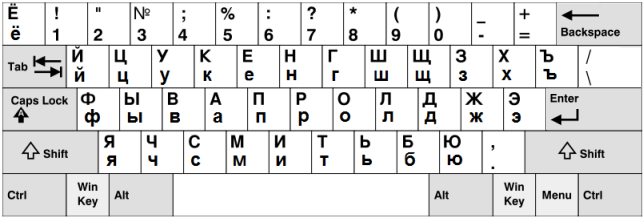 Ё ! " № ; % : ? * ( ) _ +
ё 1 2 3 4 5 6 7 8 9 0 - = Backspace
Tab Й Ц У К Е Н Г Ш Щ З Х Ъ /
й ц у к е н г ш щ з х ъ \
Caps Lock Ф Ы В А П Р О Л Д Ж Э Enter
ф ы в а п р о л д ж э
Shift Я Ч С М И Т Ь Б Ю , Shift
я ч с м и т ь б ю .
Ctrl Win Key Alt Alt Win Key Menu Ctrl